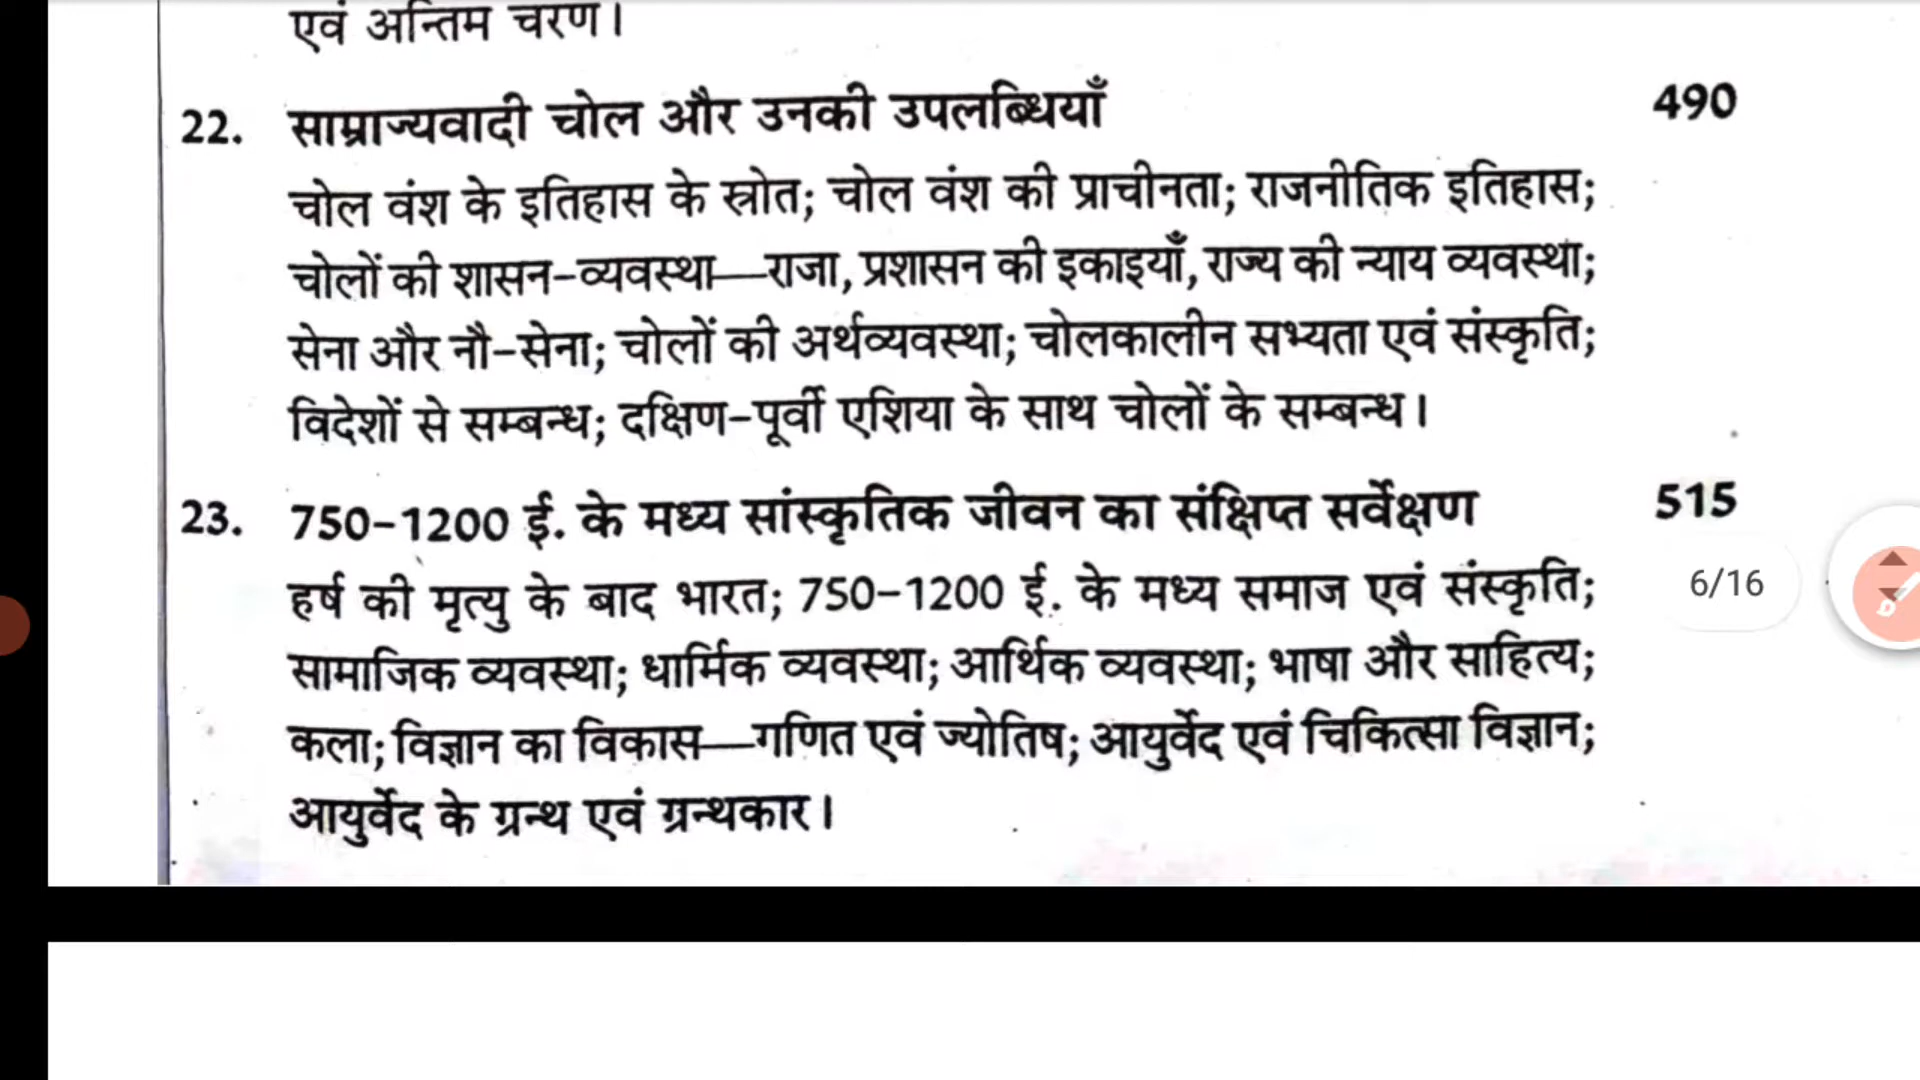 एवं अन्तिम चरण।
22. साम्राज्यवादी चोल और उनकी उपलब्धियाँ 490
चोल वंश के इतिहास के स्रोत; चोल वंश की प्राचीनता; राजनीतिक इतिहास;
चोलों की शासन-व्यवस्था—राजा, प्रशासन की इकाइयाँ, राज्य की न्याय व्यवस्था;
सेना और नौ-सेना; चोलों की अर्थव्यवस्था; चोलकालीन सभ्यता एवं संस्कृति;
विदेशों से सम्बन्ध; दक्षिण-पूर्वी एशिया के साथ चोलों के सम्बन्ध।
23. 750-1200 ई. के मध्य सांस्कृतिक जीवन का संक्षिप्त सर्वेक्षण 515
हर्ष की मृत्यु के बाद भारत; 750-1200 ई. के मध्य समाज एवं संस्कृति;
6/16
सामाजिक व्यवस्था; धार्मिक व्यवस्था; आर्थिक व्यवस्था; भाषा और साहित्य;
कला; विज्ञान का विकास—गणित एवं ज्योतिष; आयुर्वेद एवं चिकित्सा विज्ञान;
आयुर्वेद के ग्रन्थ एवं ग्रन्थकार।